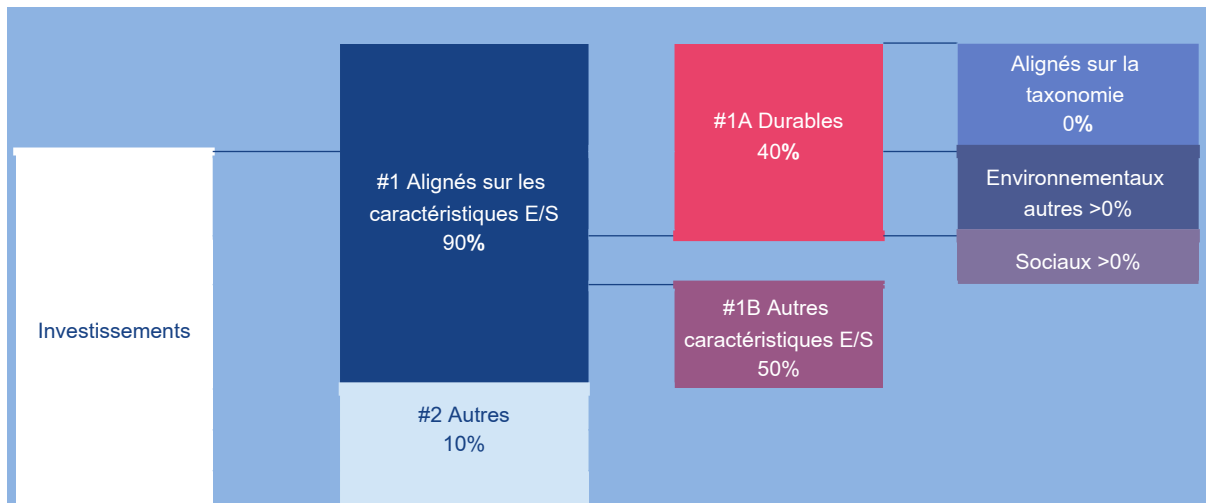 Investissements
#1 Alignés sur les
caractéristiques E/S
90%
#2 Autres
10%
#1A Durables
40%
#1B Autres
caractéristiques E/S
50%
Alignés sur la
taxonomie
0%
Environnementaux
autres >0%
Sociaux >0%